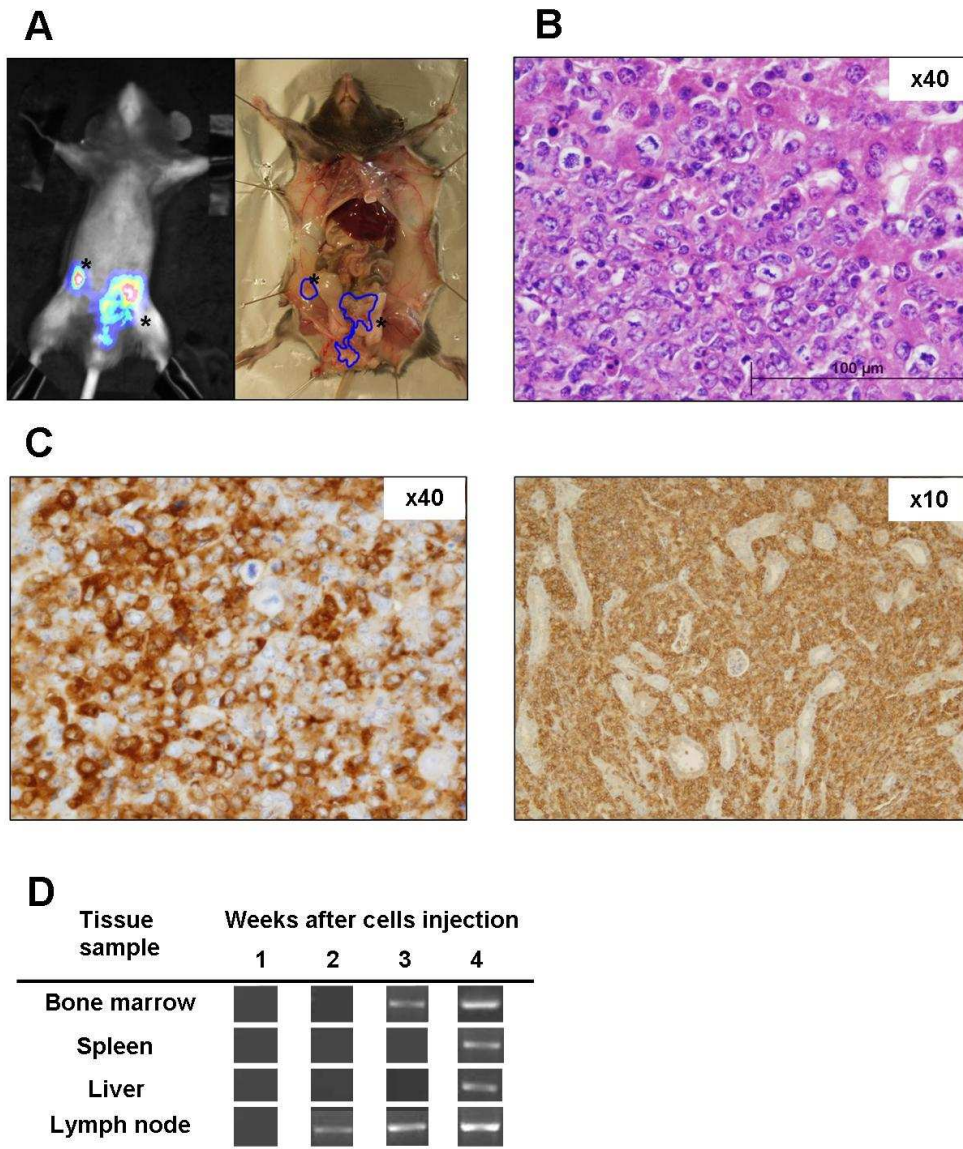 A
B
*
*
*
*
x40
100 µm
C
x40
x10
D
Tissue sample
Weeks after cells injection
1 2 3 4
Bone marrow
Spleen
Liver
Lymph node